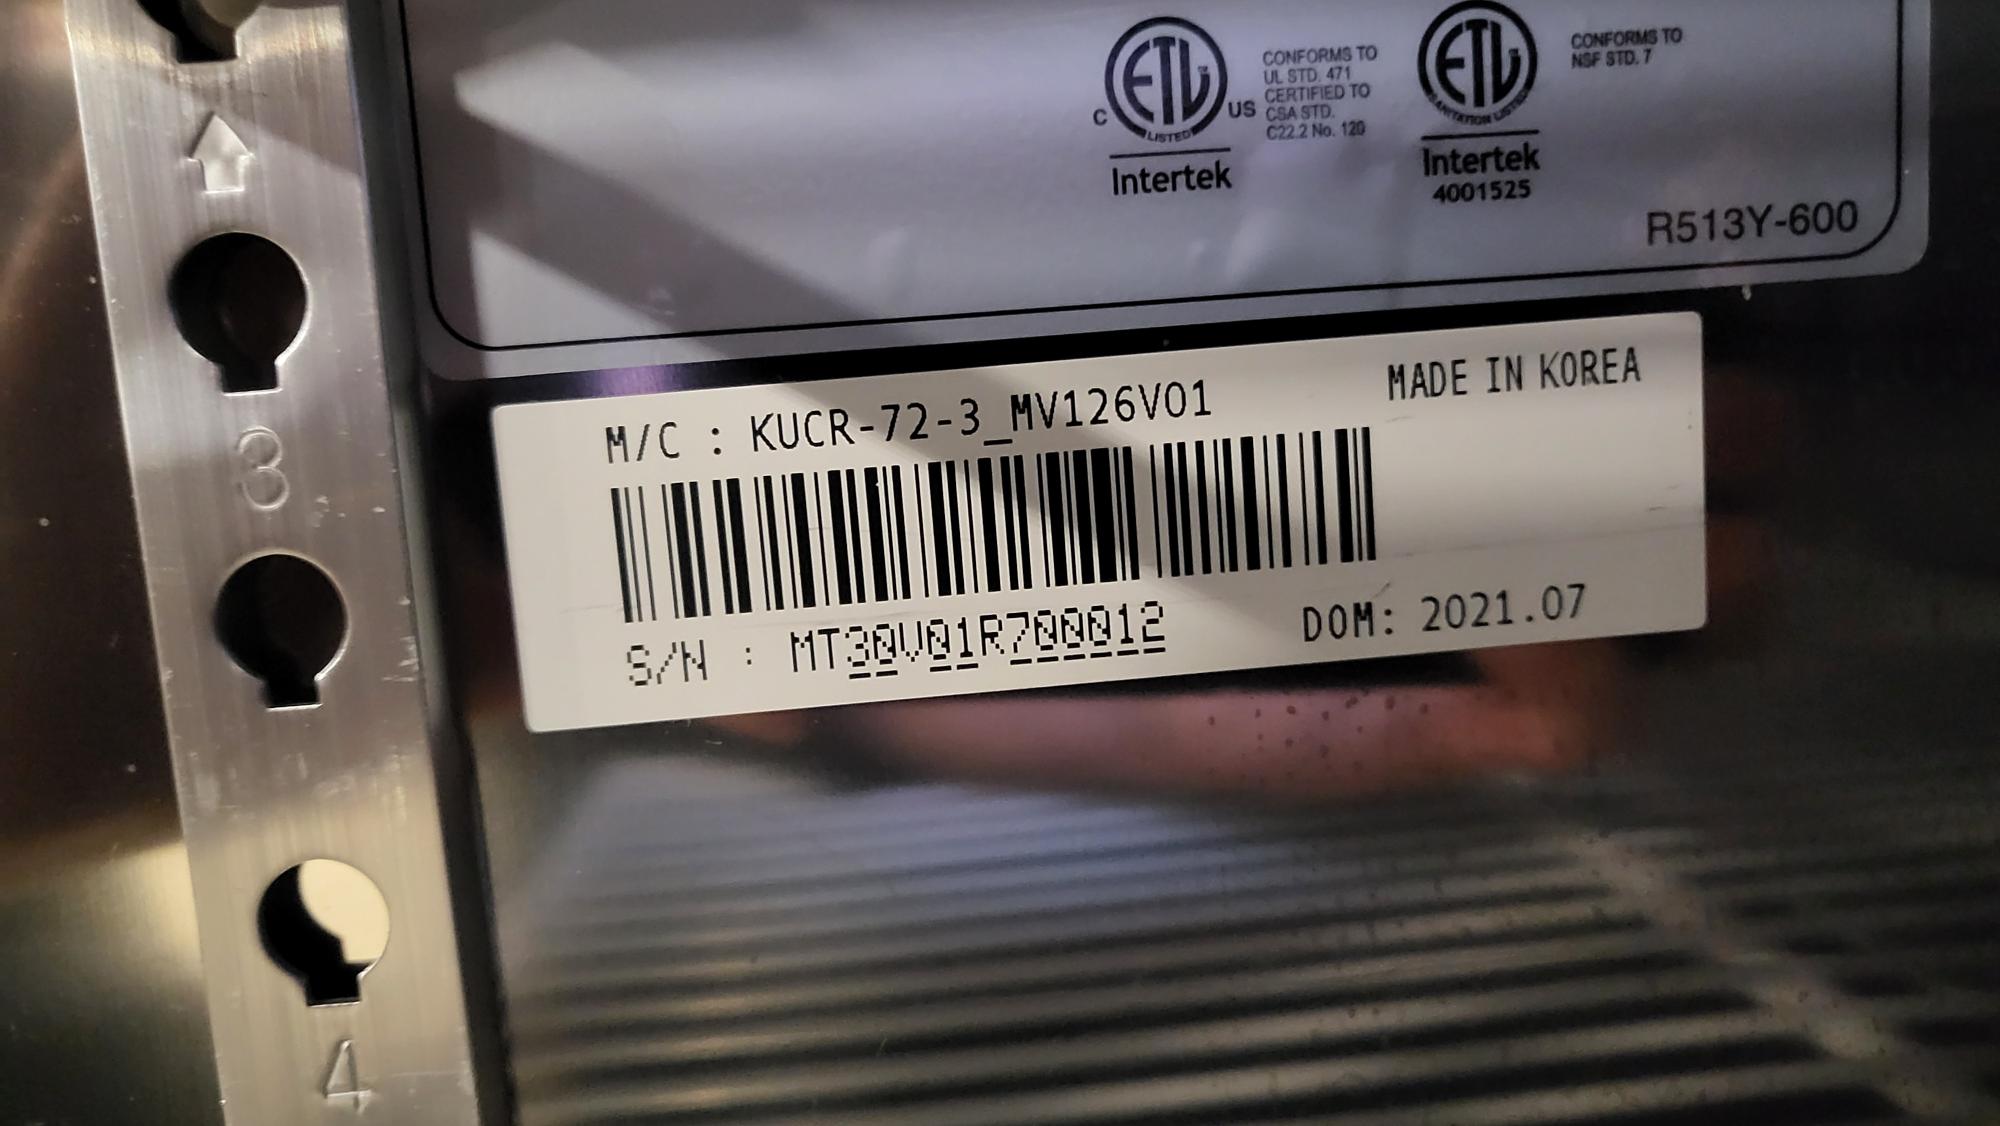 C ETL US LISTED
Intertek
CONFORMS TO
UL STD. 471
CERTIFIED TO
CSA STD.
C22.2 No. 120
ETL SANITATION LISTED
Intertek
4001525
CONFORMS TO
NSF STD. 7
R513Y-600
M/C : KUCR-72-3_MV126V01
MADE IN KOREA
S/N : MT30V01R700012
DOM: 2021.07
3
4